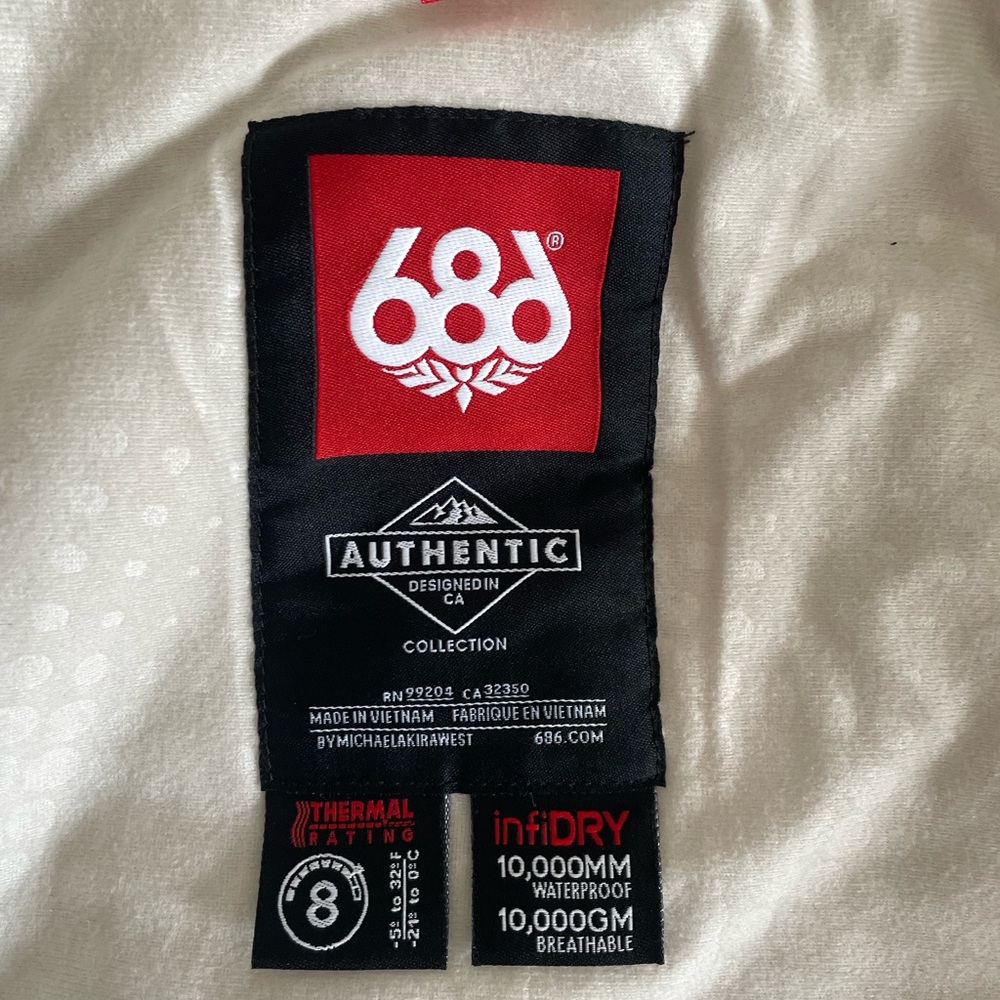 686®
AUTHENTIC
DESIGNED IN
CA
COLLECTION
RN 99204 CA 32350
MADE IN VIETNAM FABRIQUE EN VIETNAM
BYMICHAELAKIRAWEST 686.COM
THERMAL
RATING
8
-5° to 32°F
-21° to 0°C
infiDRY
10,000MM
WATERPROOF
10,000GM
BREATHABLE